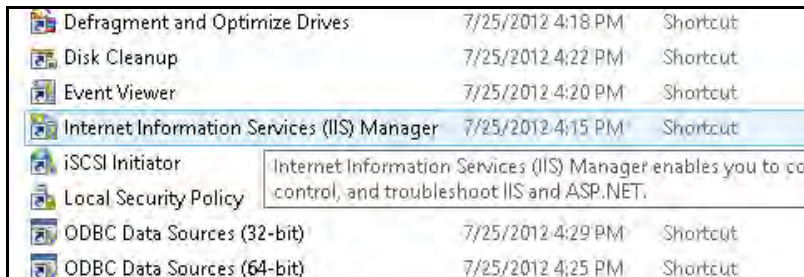 Defragment and Optimize Drives 7/25/2012 4:18 PM Shortcut
Disk Cleanup 7/25/2012 4:22 PM Shortcut
Event Viewer 7/25/2012 4:20 PM Shortcut
Internet Information Services (IIS) Manager 7/25/2012 4:15 PM Shortcut
iSCSI Initiator
Internet Information Services (IIS) Manager enables you to co
Local Security Policy
control, and troubleshoot IIS and ASP.NET.
ODBC Data Sources (32-bit) 7/25/2012 4:29 PM Shortcut
ODBC Data Sources (64-bit) 7/25/2012 4:25 PM Shortcut